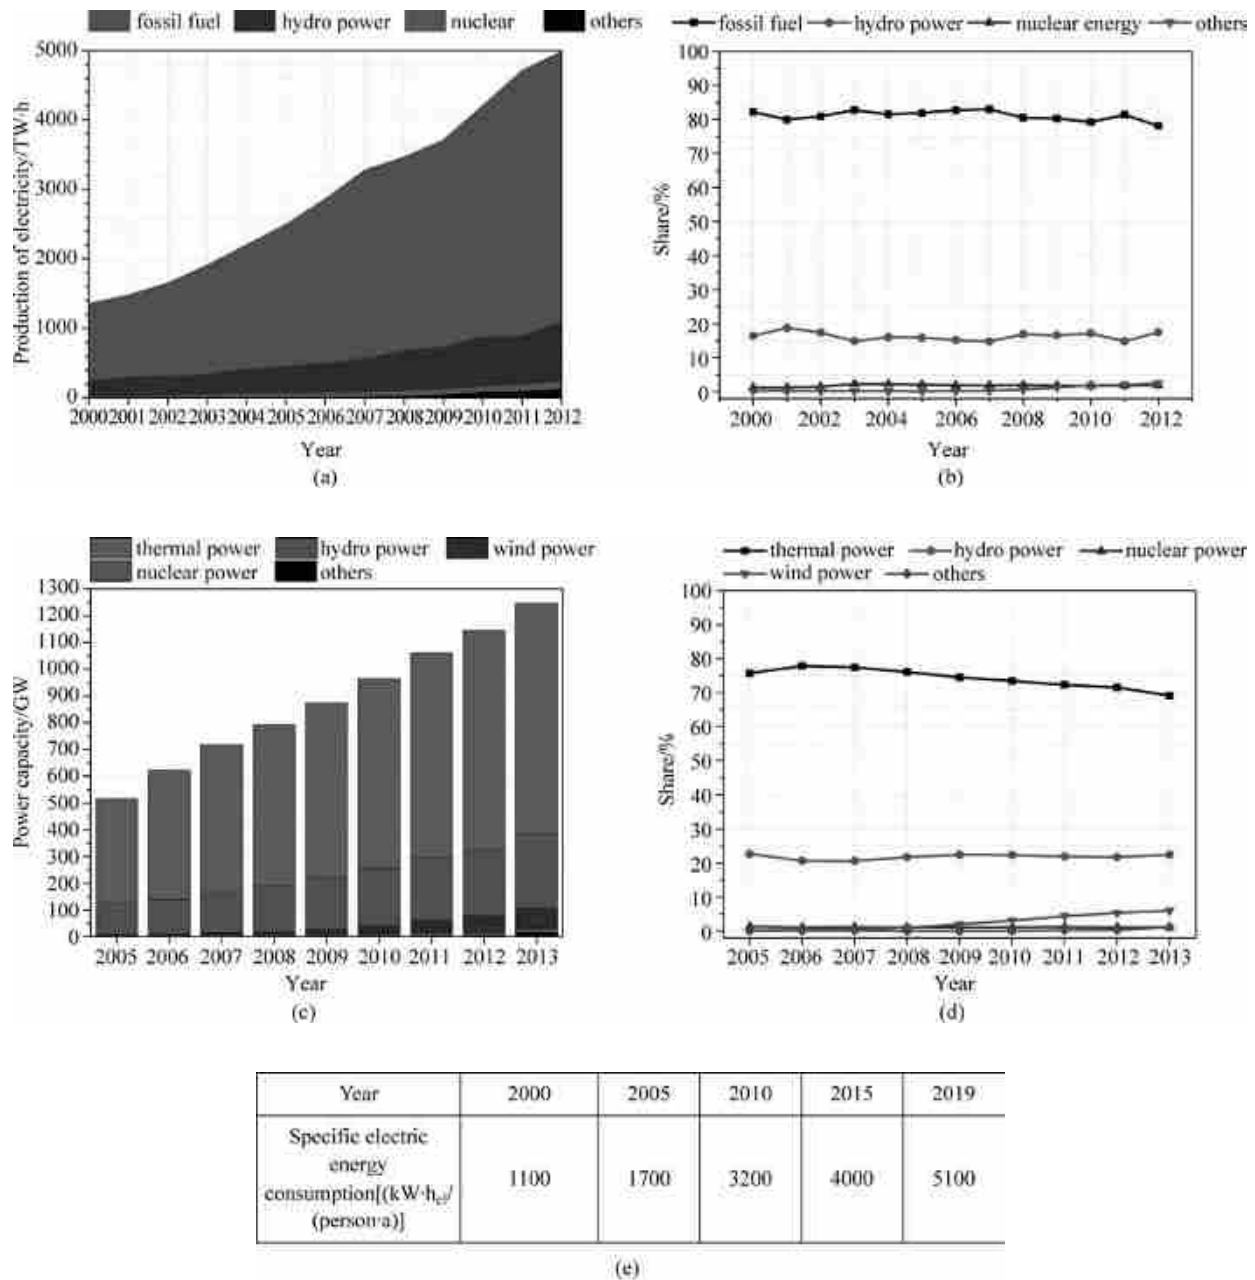 fossil fuel hydro power nuclear others
5000
4000
3000
2000
1000
0
Production of electricity/TW·h
2000 2001 2002 2003 2004 2005 2006 2007 2008 2009 2010 2011 2012
Year
(a)
fossil fuel hydro power nuclear energy others
100
90
80
70
60
50
40
30
20
10
0
Share/%
2000 2002 2004 2006 2008 2010 2012
Year
(b)
thermal power hydro power wind power
nuclear power others
1300
1200
1100
1000
900
800
700
600
500
400
300
200
100
0
Power capacity/GW
2005 2006 2007 2008 2009 2010 2011 2012 2013
Year
(c)
thermal power hydro power nuclear power
wind power others
100
90
80
70
60
50
40
30
20
10
0
Share/%
2005 2006 2007 2008 2009 2010 2011 2012 2013
Year
(d)
Year 2000 2005 2010 2015 2019
Specific electric
energy
consumption[(kW·hel/
(person·a)]
1100 1700 3200 4000 5100
(e)